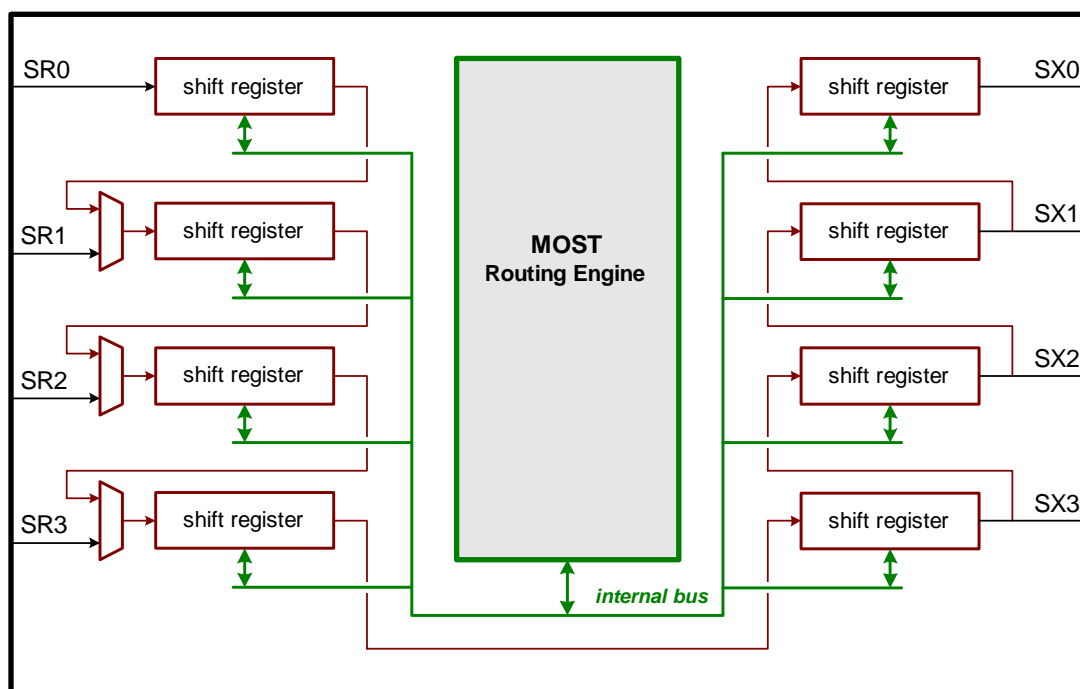 SR0
shift register
shift register
SX0
SR1
shift register
MOST
Routing Engine
shift register
SX1
SR2
shift register
shift register
SX2
SR3
shift register
shift register
SX3
internal bus